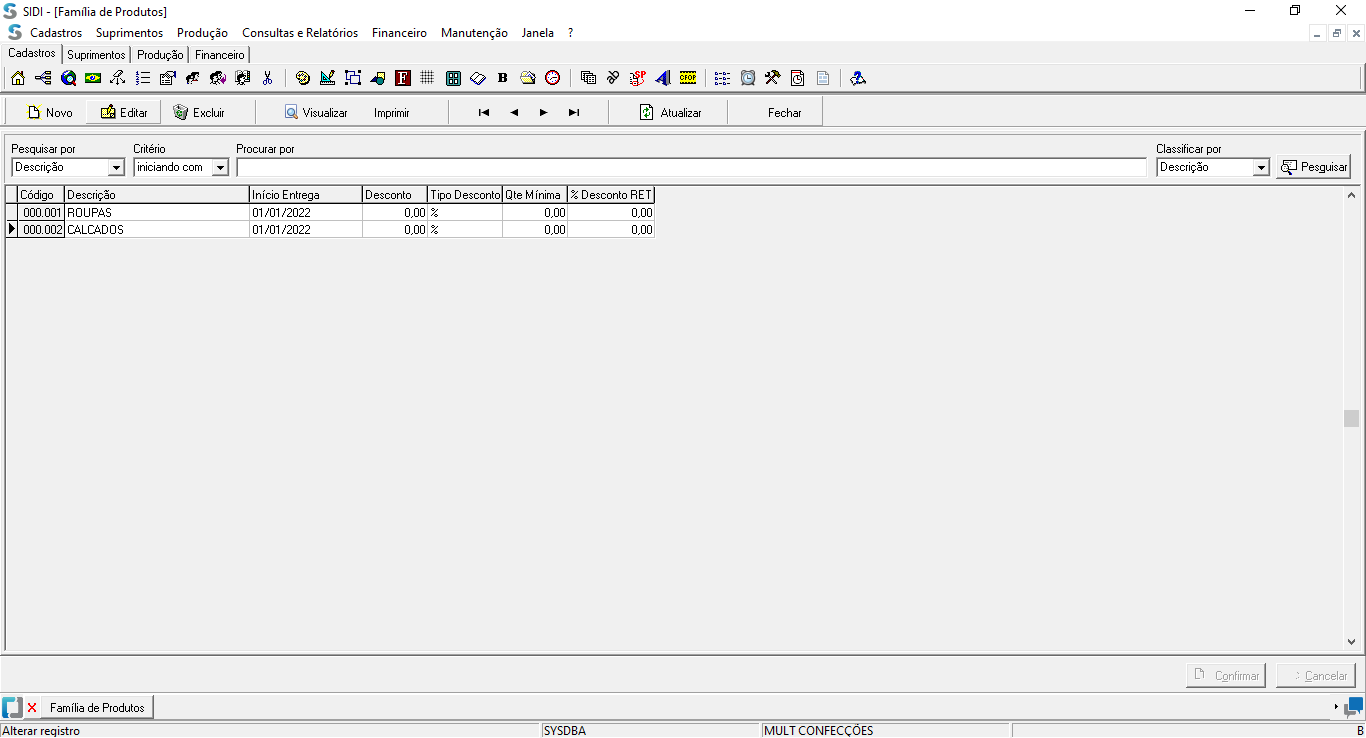 SIDI - [Família de Produtos]
Cadastros Suprimentos Produção Consultas e Relatórios Financeiro Manutenção Janela ?
Cadastros Suprimentos Produção Financeiro
F B SP CFOP
Novo Editar Excluir Visualizar Imprimir Atualizar Fechar
Pesquisar por Critério Procurar por Classificar por
Descrição iniciando com Descrição Pesquisar
Código Descrição Início Entrega Desconto Tipo Desconto Qte Mínima % Desconto RET
000.001 ROUPAS 01/01/2022 0,00 % 0,00 0,00
000.002 CALCADOS 01/01/2022 0,00 % 0,00 0,00
Confirmar Cancelar
Família de Produtos
Alterar registro SYSDBA MULT CONFECÇÕES B